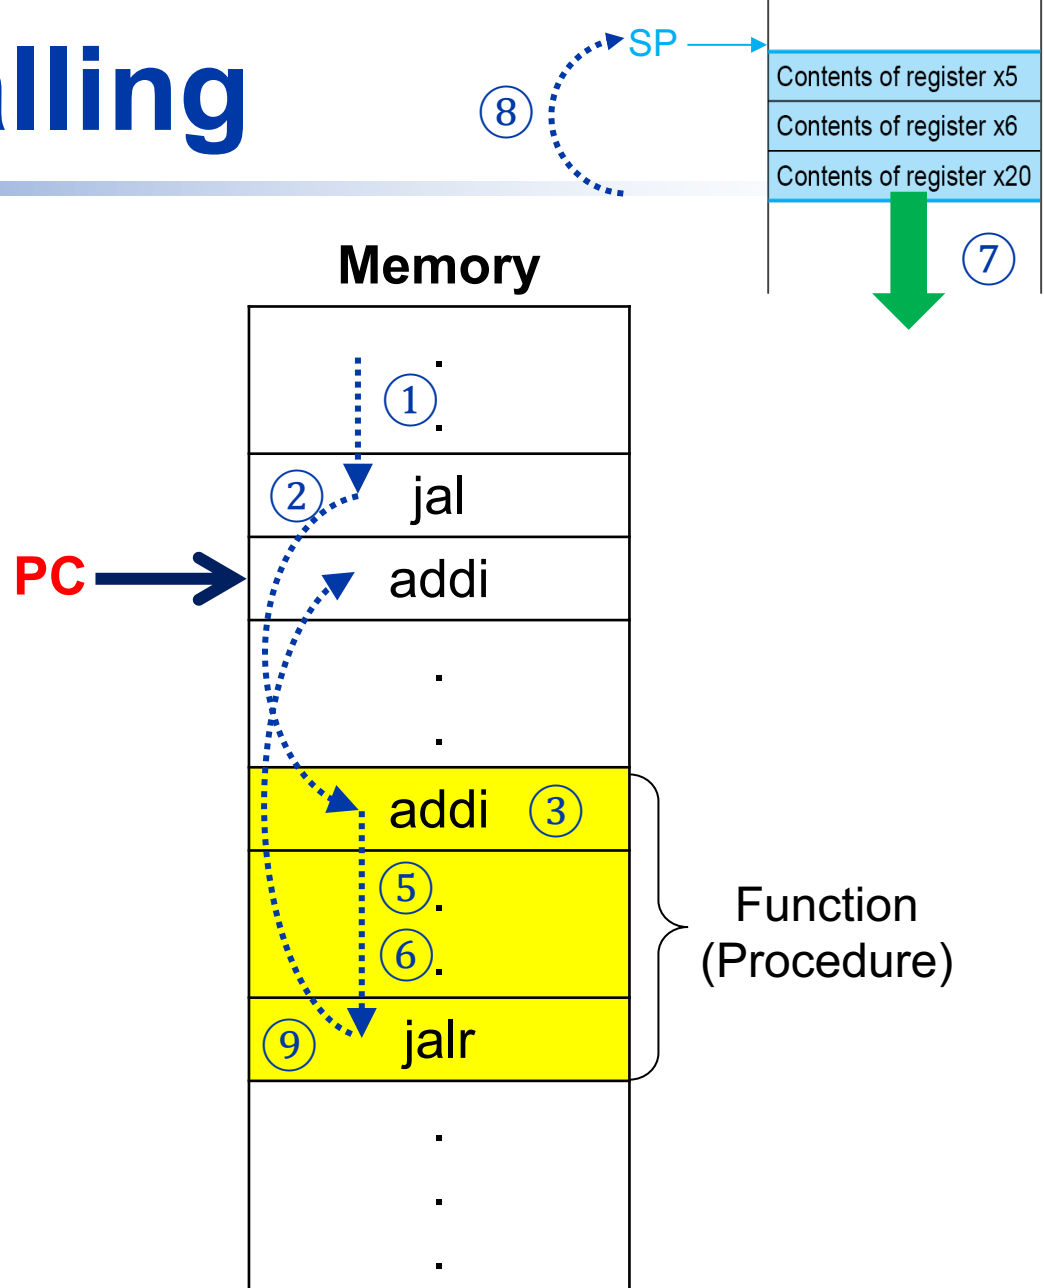 alling
SP
Contents of register x5
Contents of register x6
Contents of register x20
⑧
⑦
Memory
.
①
.
② jal
PC
addi
.
.
addi ③
⑤ .
⑥ .
Function
(Procedure)
⑨ jalr
.
.
.